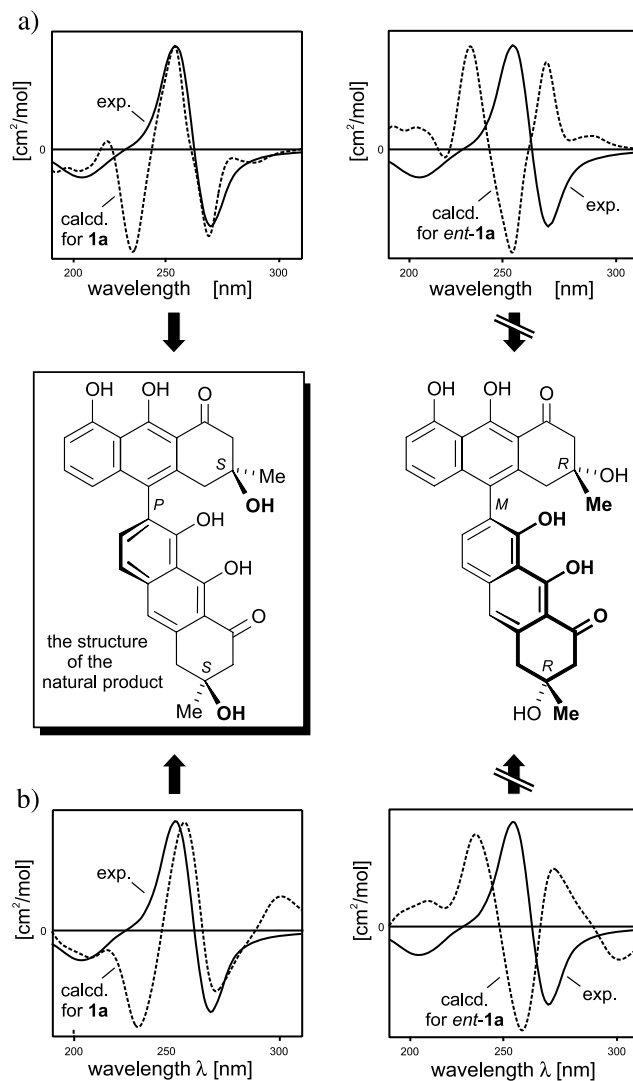 a)
[cm²/mol]
0
exp.
calcd.
for 1a
200
250
300
wavelength [nm]
[cm²/mol]
0
calcd.
for ent-1a
exp.
200
250
300
wavelength [nm]
OH
OH
O
S
Me
OH
P
OH
OH
O
S
Me
OH
the structure
of the
natural product
OH
OH
O
R
OH
Me
M
OH
OH
O
R
HO
Me
b)
[cm²/mol]
0
exp.
calcd.
for 1a
200
250
300
wavelength λ [nm]
[cm²/mol]
0
calcd.
for ent-1a
exp.
200
250
300
wavelength λ [nm]